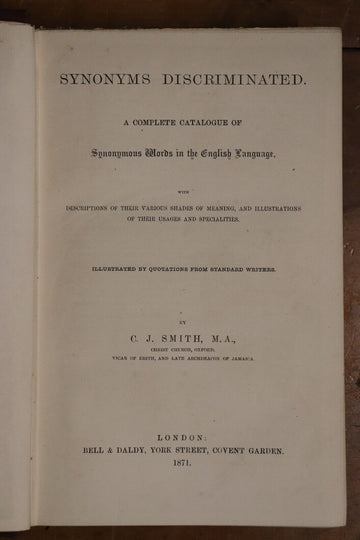 SYNONYMS DISCRIMINATED.
A COMPLETE CATALOGUE OF
Synonymous Words in the English Language,
WITH
DESCRIPTIONS OF THEIR VARIOUS SHADES OF MEANING, AND ILLUSTRATIONS
OF THEIR USAGES AND SPECIALITIES.
ILLUSTRATED BY QUOTATIONS FROM STANDARD WRITERS.
BY
C. J. SMITH, M.A.,
CHRIST CHURCH, OXFORD,
VICAR OF ERITH, AND LATE ARCHDEACON OF JAMAICA.
LONDON:
BELL & DALDY, YORK STREET, COVENT GARDEN.
1871.